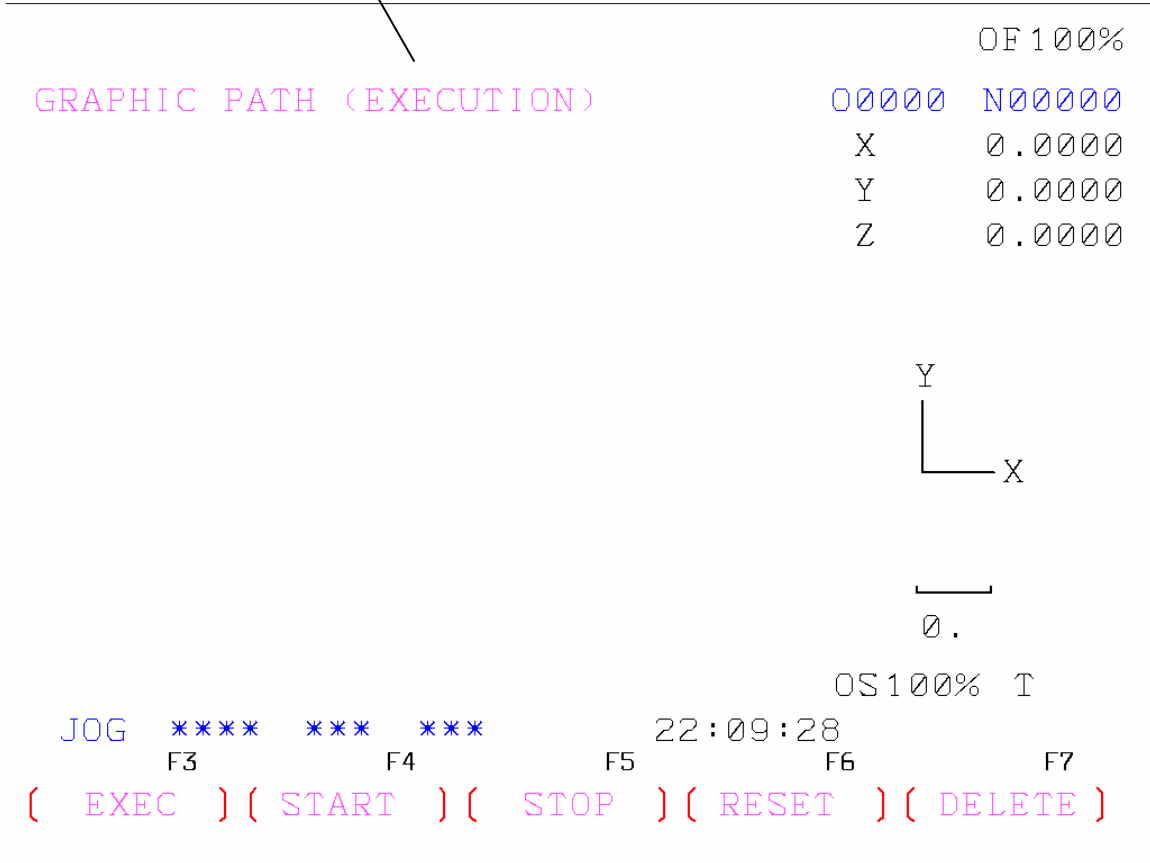 OF100%
GRAPHIC PATH (EXECUTION) O0000 N00000
X 0.0000
Y 0.0000
Z 0.0000
Y
X
0.
OS100% T
JOG **** *** *** 22:09:28
F3 F4 F5 F6 F7
[ EXEC ][ START ][ STOP ][ RESET ][ DELETE ]